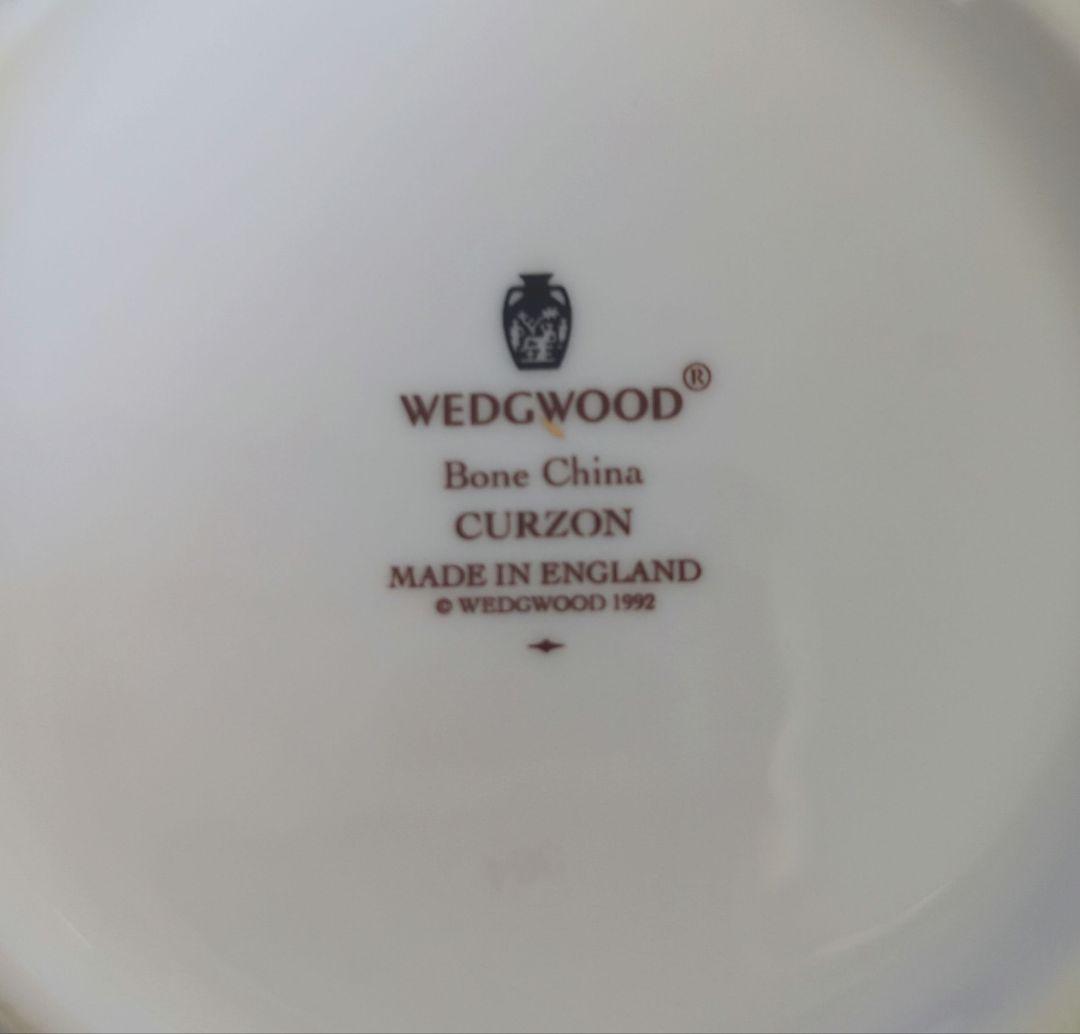 WEDGWOOD®
Bone China
CURZON
MADE IN ENGLAND
© WEDGWOOD 1992